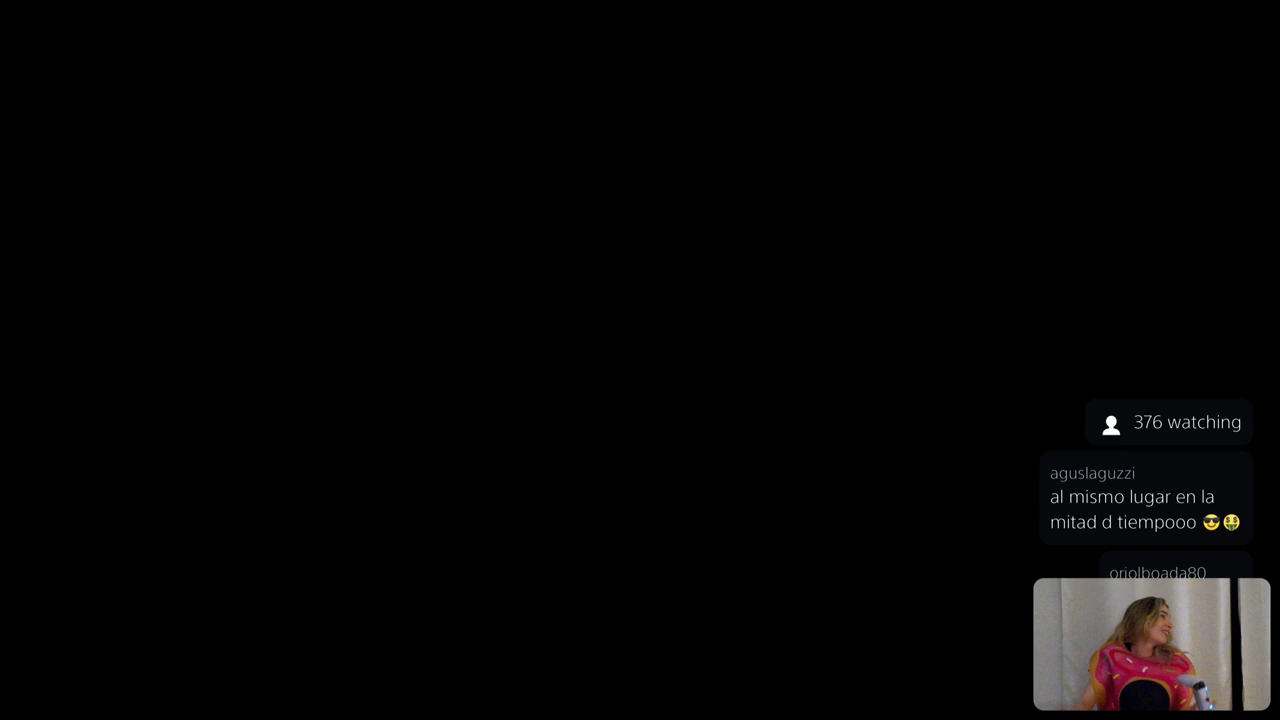 376 watching
aguslaguzzi
al mismo lugar en la
mitad d tiempooo 😎🤑
oriolboada80